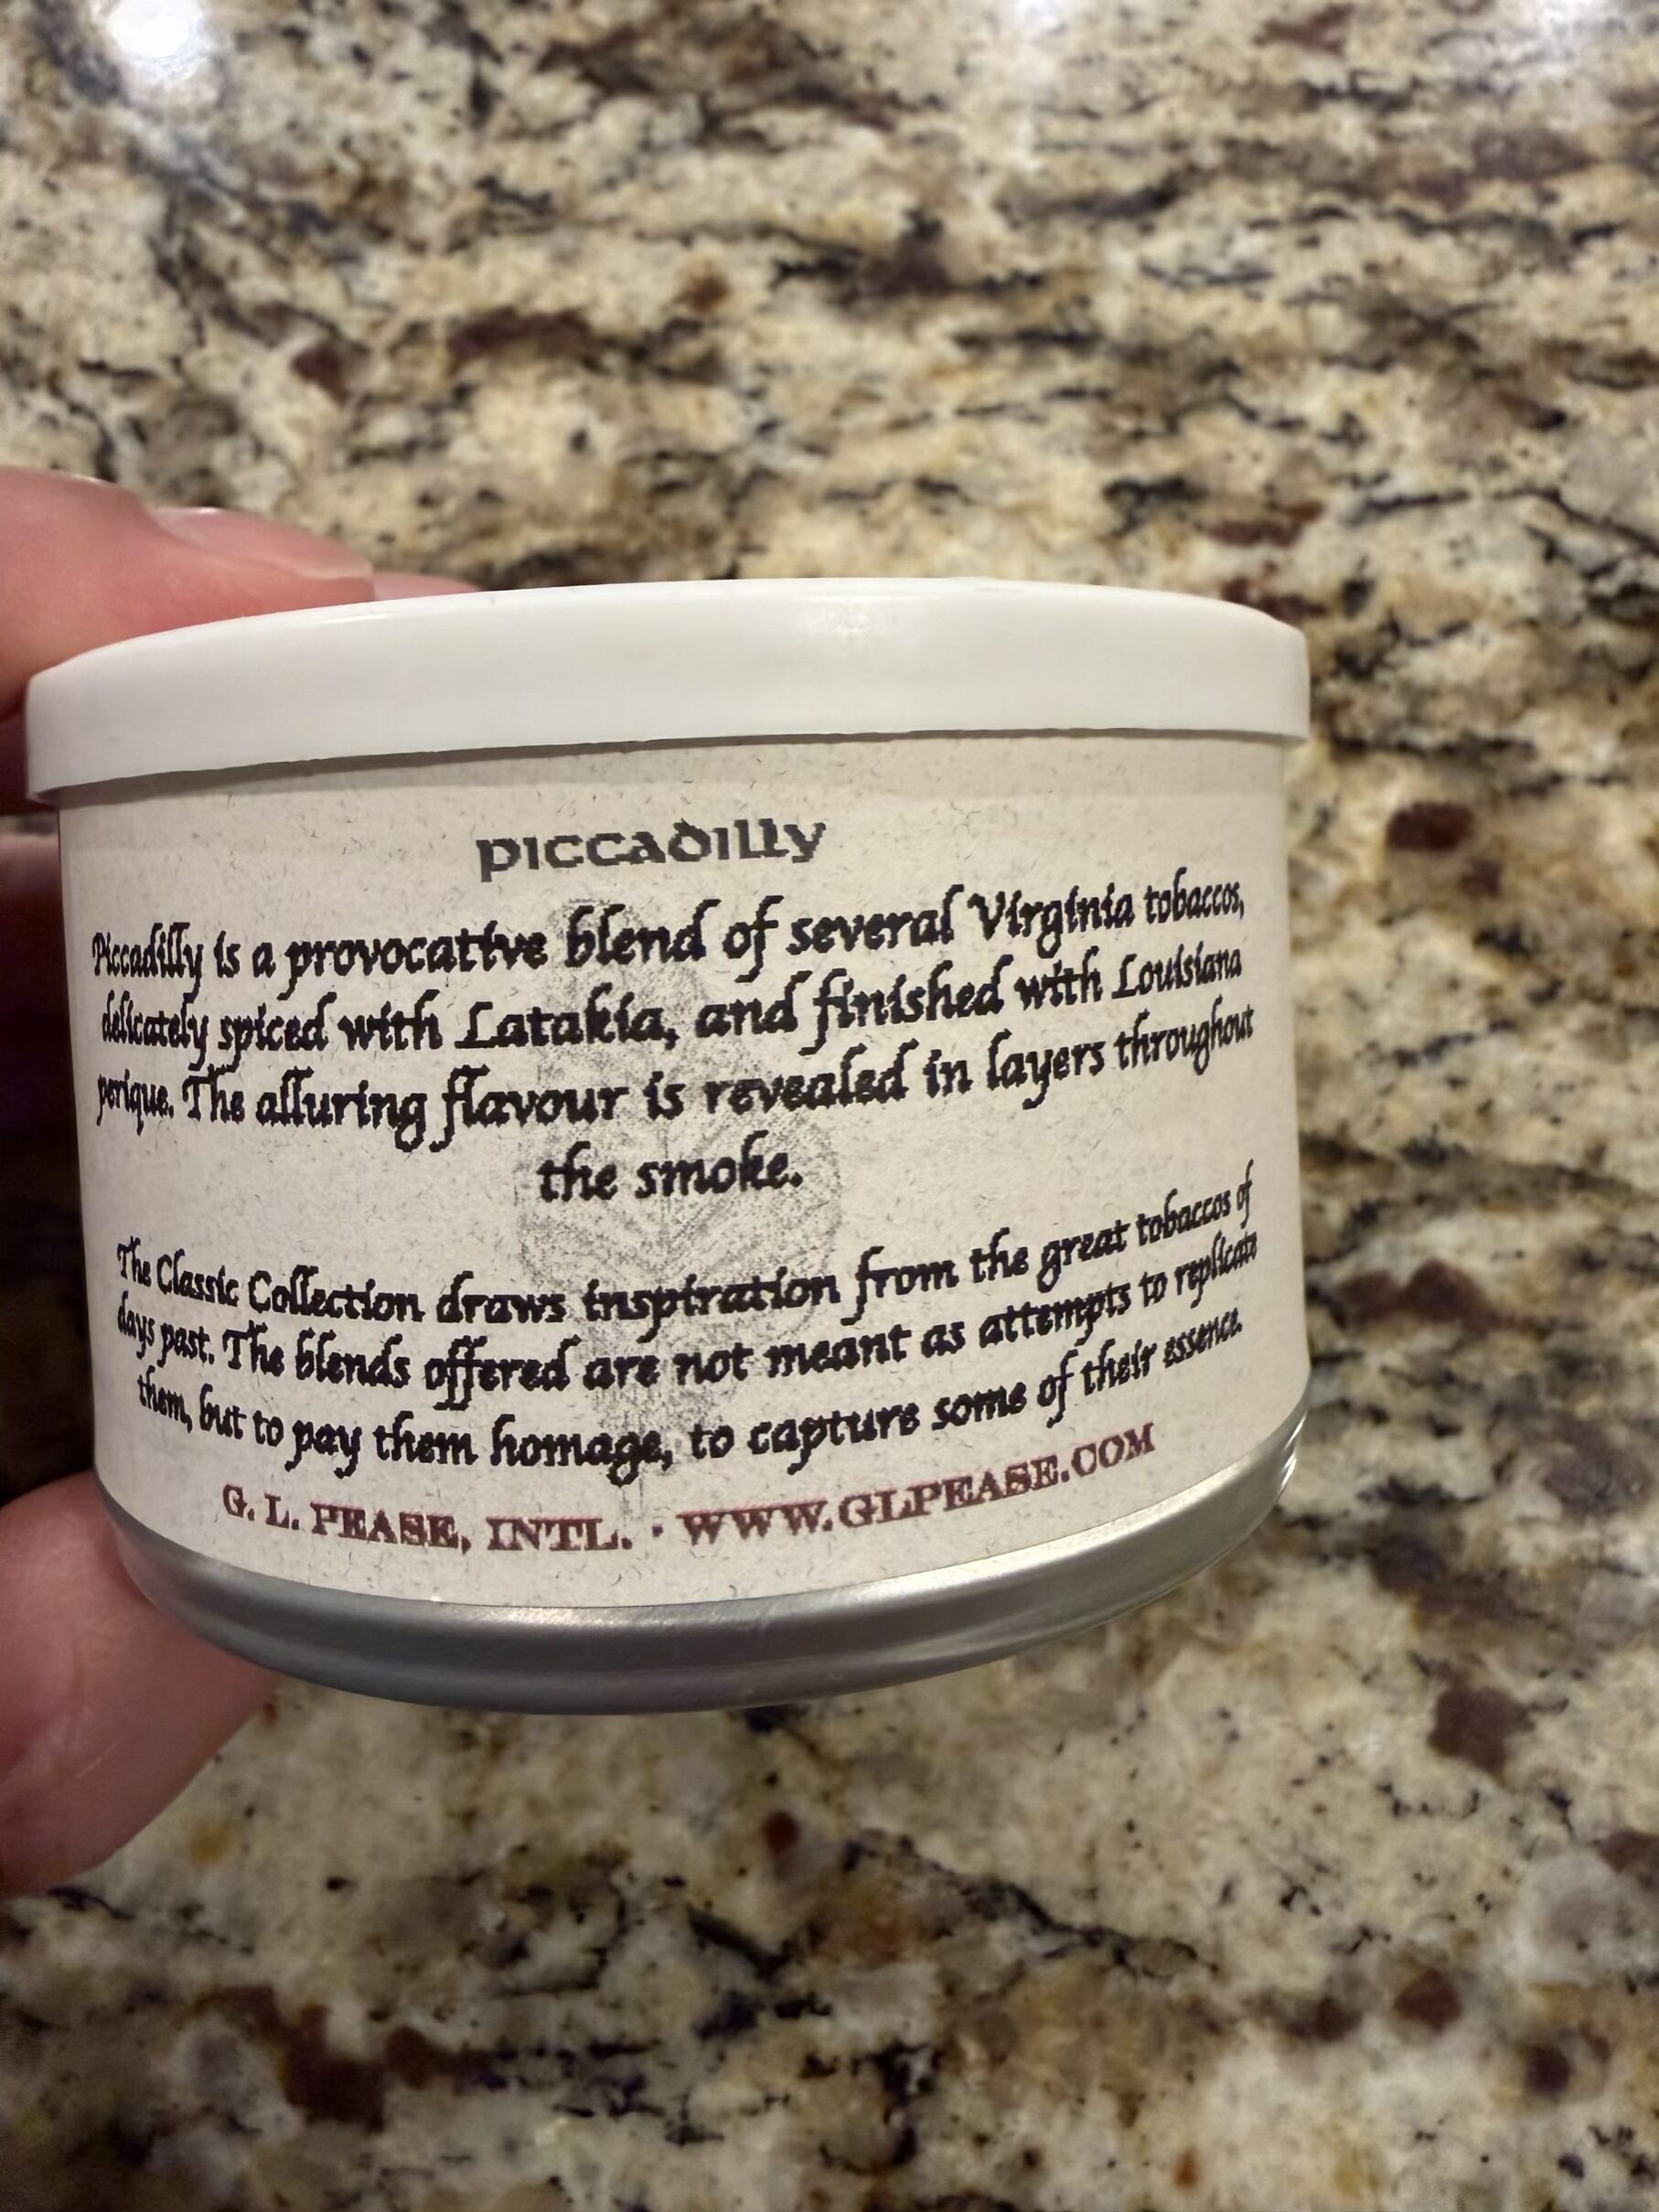 piccadilly
Piccadilly is a provocative blend of several Virginia tobaccos,
delicately spiced with Latakia, and finished with Louisiana
perique. The alluring flavour is revealed in layers throughout
the smoke.
The Classic Collection draws inspiration from the great tobaccos of
days past. The blends offered are not meant as attempts to replicate
them, but to pay them homage, to capture some of their essence.
G. L. PEASE, INTL. · WWW.GLPEASE.COM